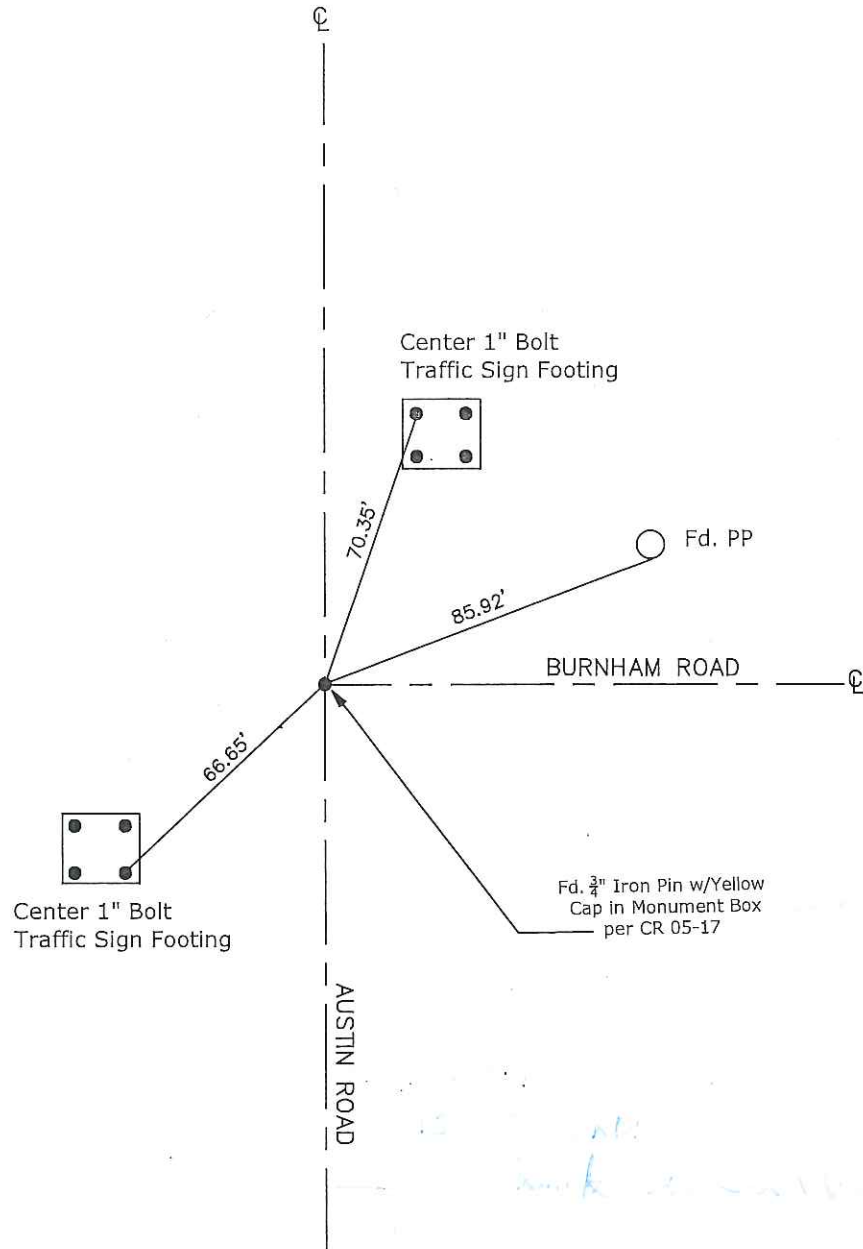 ℄
Center 1" Bolt
Traffic Sign Footing
70.35'
Fd. PP
85.92'
BURNHAM ROAD
℄
66.65'
Fd. ¾" Iron Pin w/Yellow
Cap in Monument Box
per CR 05-17
Center 1" Bolt
Traffic Sign Footing
AUSTIN ROAD